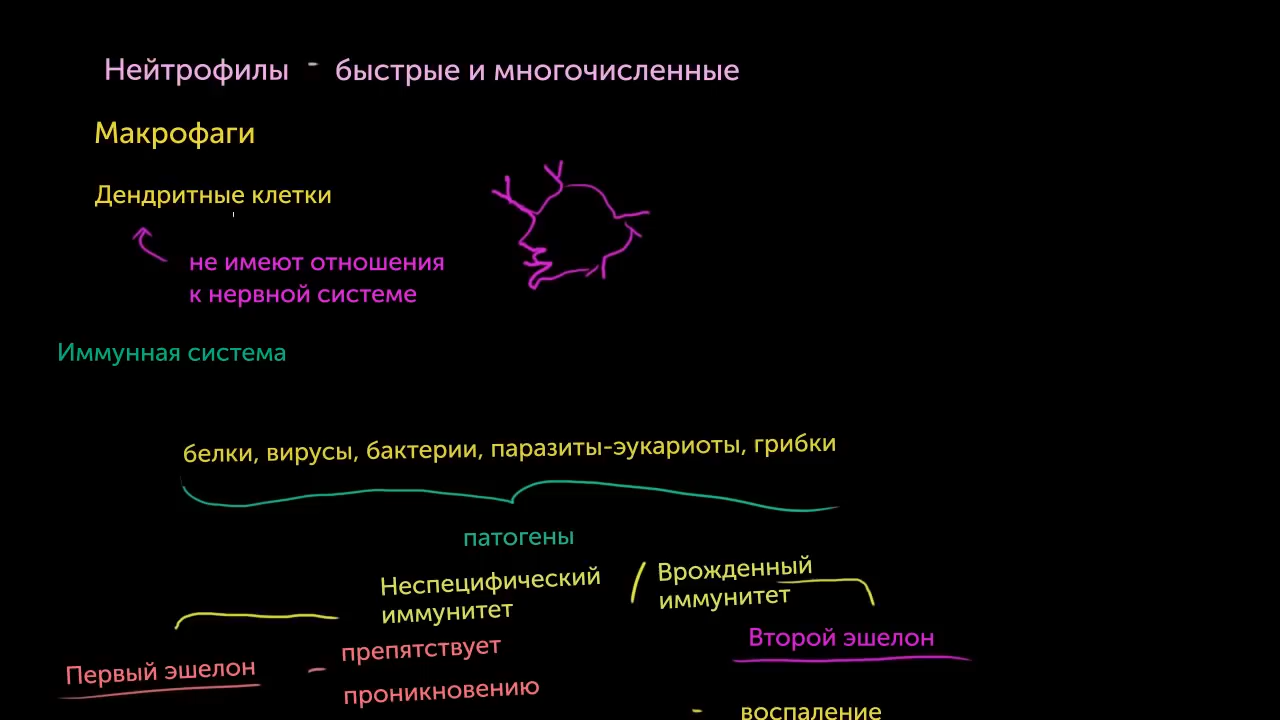 Нейтрофилы - быстрые и многочисленные
Макрофаги
Дендритные клетки
не имеют отношения
к нервной системе
Иммунная система
белки, вирусы, бактерии, паразиты-эукариоты, грибки
патогены
Неспецифический
иммунитет
/ Врожденный
иммунитет
Первый эшелон
- препятствует
проникновению
Второй эшелон
- воспаление